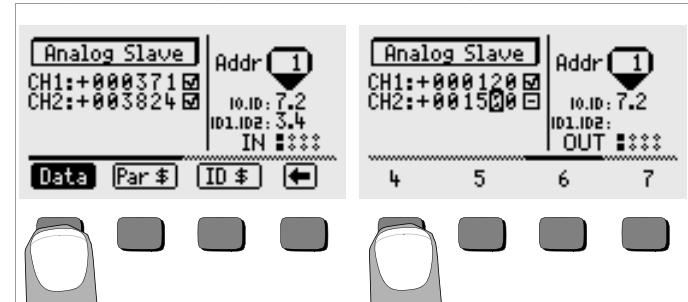 Analog Slave
CH1:+000371
CH2:+003824
Addr 1
IO.ID: 7.2
ID1.ID2: 3.4
IN
Data Par $ ID $
Analog Slave
CH1:+000120
CH2:+001500
Addr 1
IO.ID: 7.2
ID1.ID2:
OUT
4 5 6 7